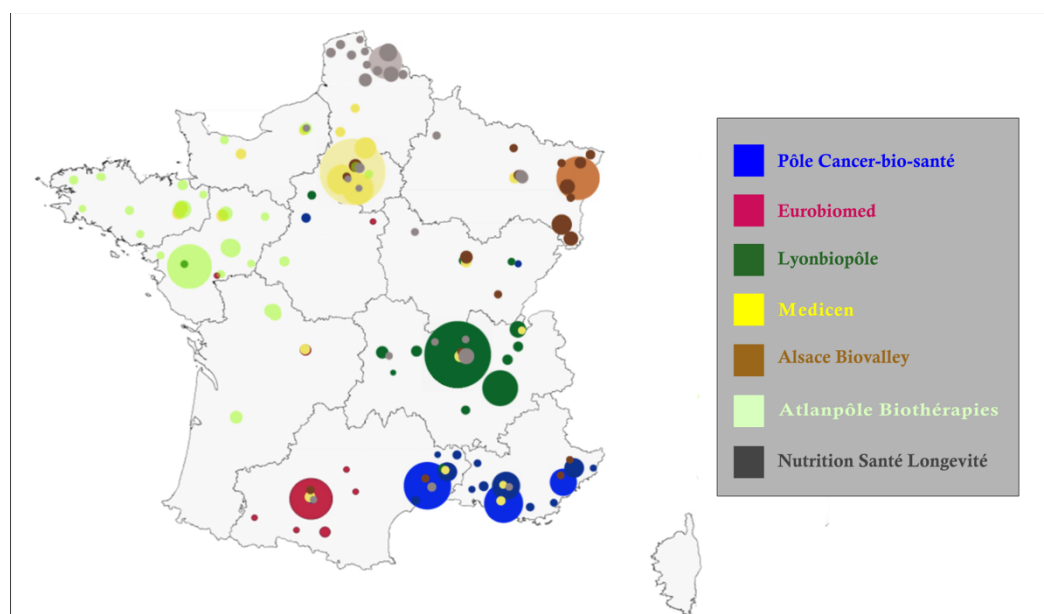 Pôle Cancer-bio-santé
Eurobiomed
Lyonbiopôle
Medicen
Alsace Biovalley
Atlanpôle Biothérapies
Nutrition Santé Longevité